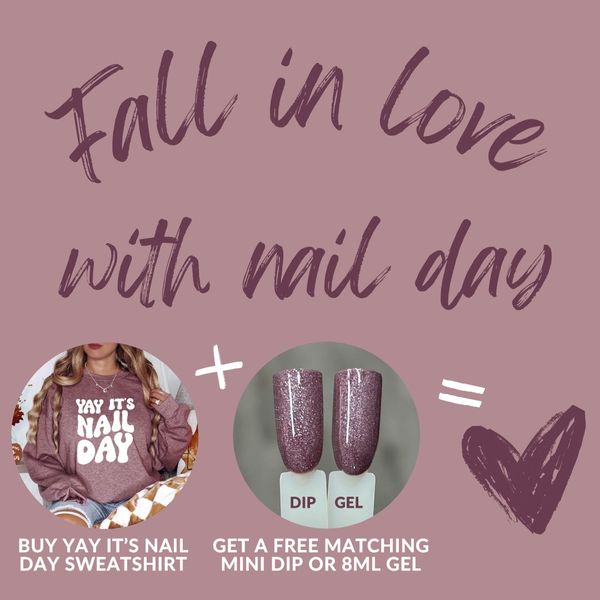 Fall in love
with nail day
YAY IT'S
NAIL
DAY
+
=
DIP GEL
BUY YAY IT'S NAIL
DAY SWEATSHIRT
GET A FREE MATCHING
MINI DIP OR 8ML GEL